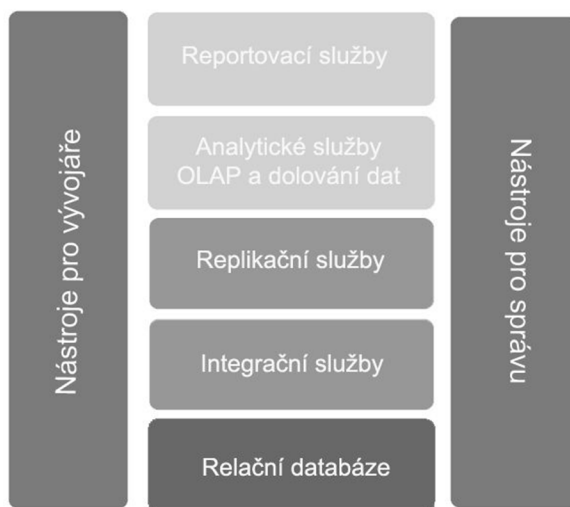 Nástroje pro vývojáře
Reportovací služby
Analytické služby
OLAP a dolování dat
Replikační služby
Integrační služby
Relační databáze
Nástroje pro správu